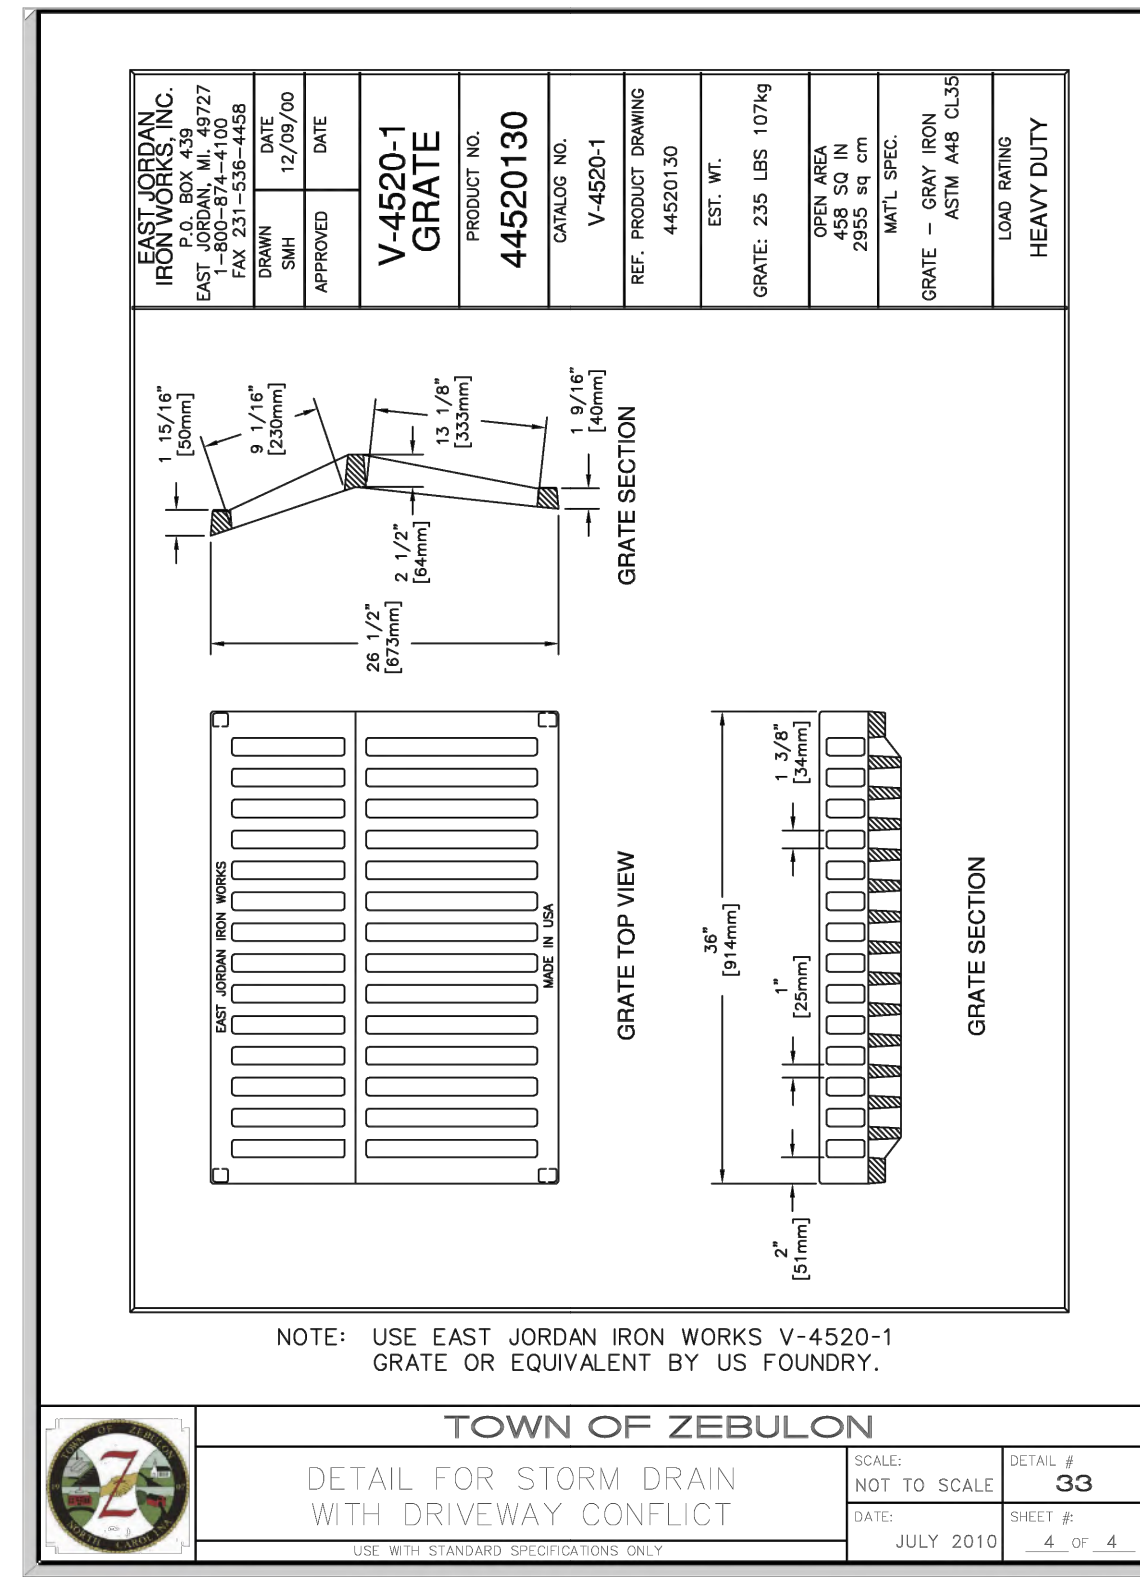 EAST JORDAN
IRON WORKS, INC.
P.O. BOX 439
EAST JORDAN, MI. 49727
1-800-874-4100
FAX 231-536-4458
DRAWN
SMH
DATE
12/09/00
APPROVED
DATE
V-4520-1
GRATE
PRODUCT NO.
44520130
CATALOG NO.
V-4520-1
REF. PRODUCT DRAWING
44520130
EST. WT.
GRATE: 235 LBS 107kg
OPEN AREA
458 SQ IN
2955 sq cm
MAT'L SPEC.
GRATE - GRAY IRON
ASTM A48 CL35
LOAD RATING
HEAVY DUTY
1 15/16"
[50mm]
9 1/16"
[230mm]
13 1/8"
[333mm]
1 9/16"
[40mm]
2 1/2"
[64mm]
26 1/2"
[673mm]
GRATE SECTION
EAST JORDAN IRON WORKS
MADE IN USA
GRATE TOP VIEW
36"
[914mm]
1 3/8"
[34mm]
1"
[25mm]
2"
[51mm]
GRATE SECTION
NOTE: USE EAST JORDAN IRON WORKS V-4520-1
GRATE OR EQUIVALENT BY US FOUNDRY.
TOWN OF ZEBULON
NORTH CAROLINA
Z
TOWN OF ZEBULON
DETAIL FOR STORM DRAIN
WITH DRIVEWAY CONFLICT
USE WITH STANDARD SPECIFICATIONS ONLY
SCALE:
NOT TO SCALE
DETAIL #
33
DATE:
JULY 2010
SHEET #:
4 OF 4